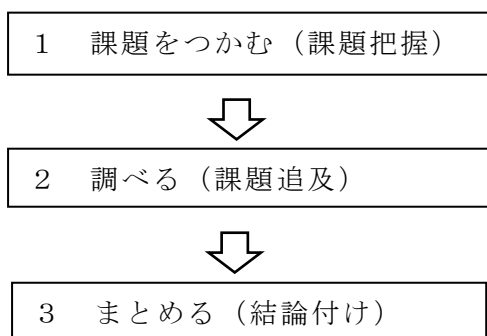 1　課題をつかむ（課題把握）
2　調べる（課題追及）
3　まとめる（結論付け）